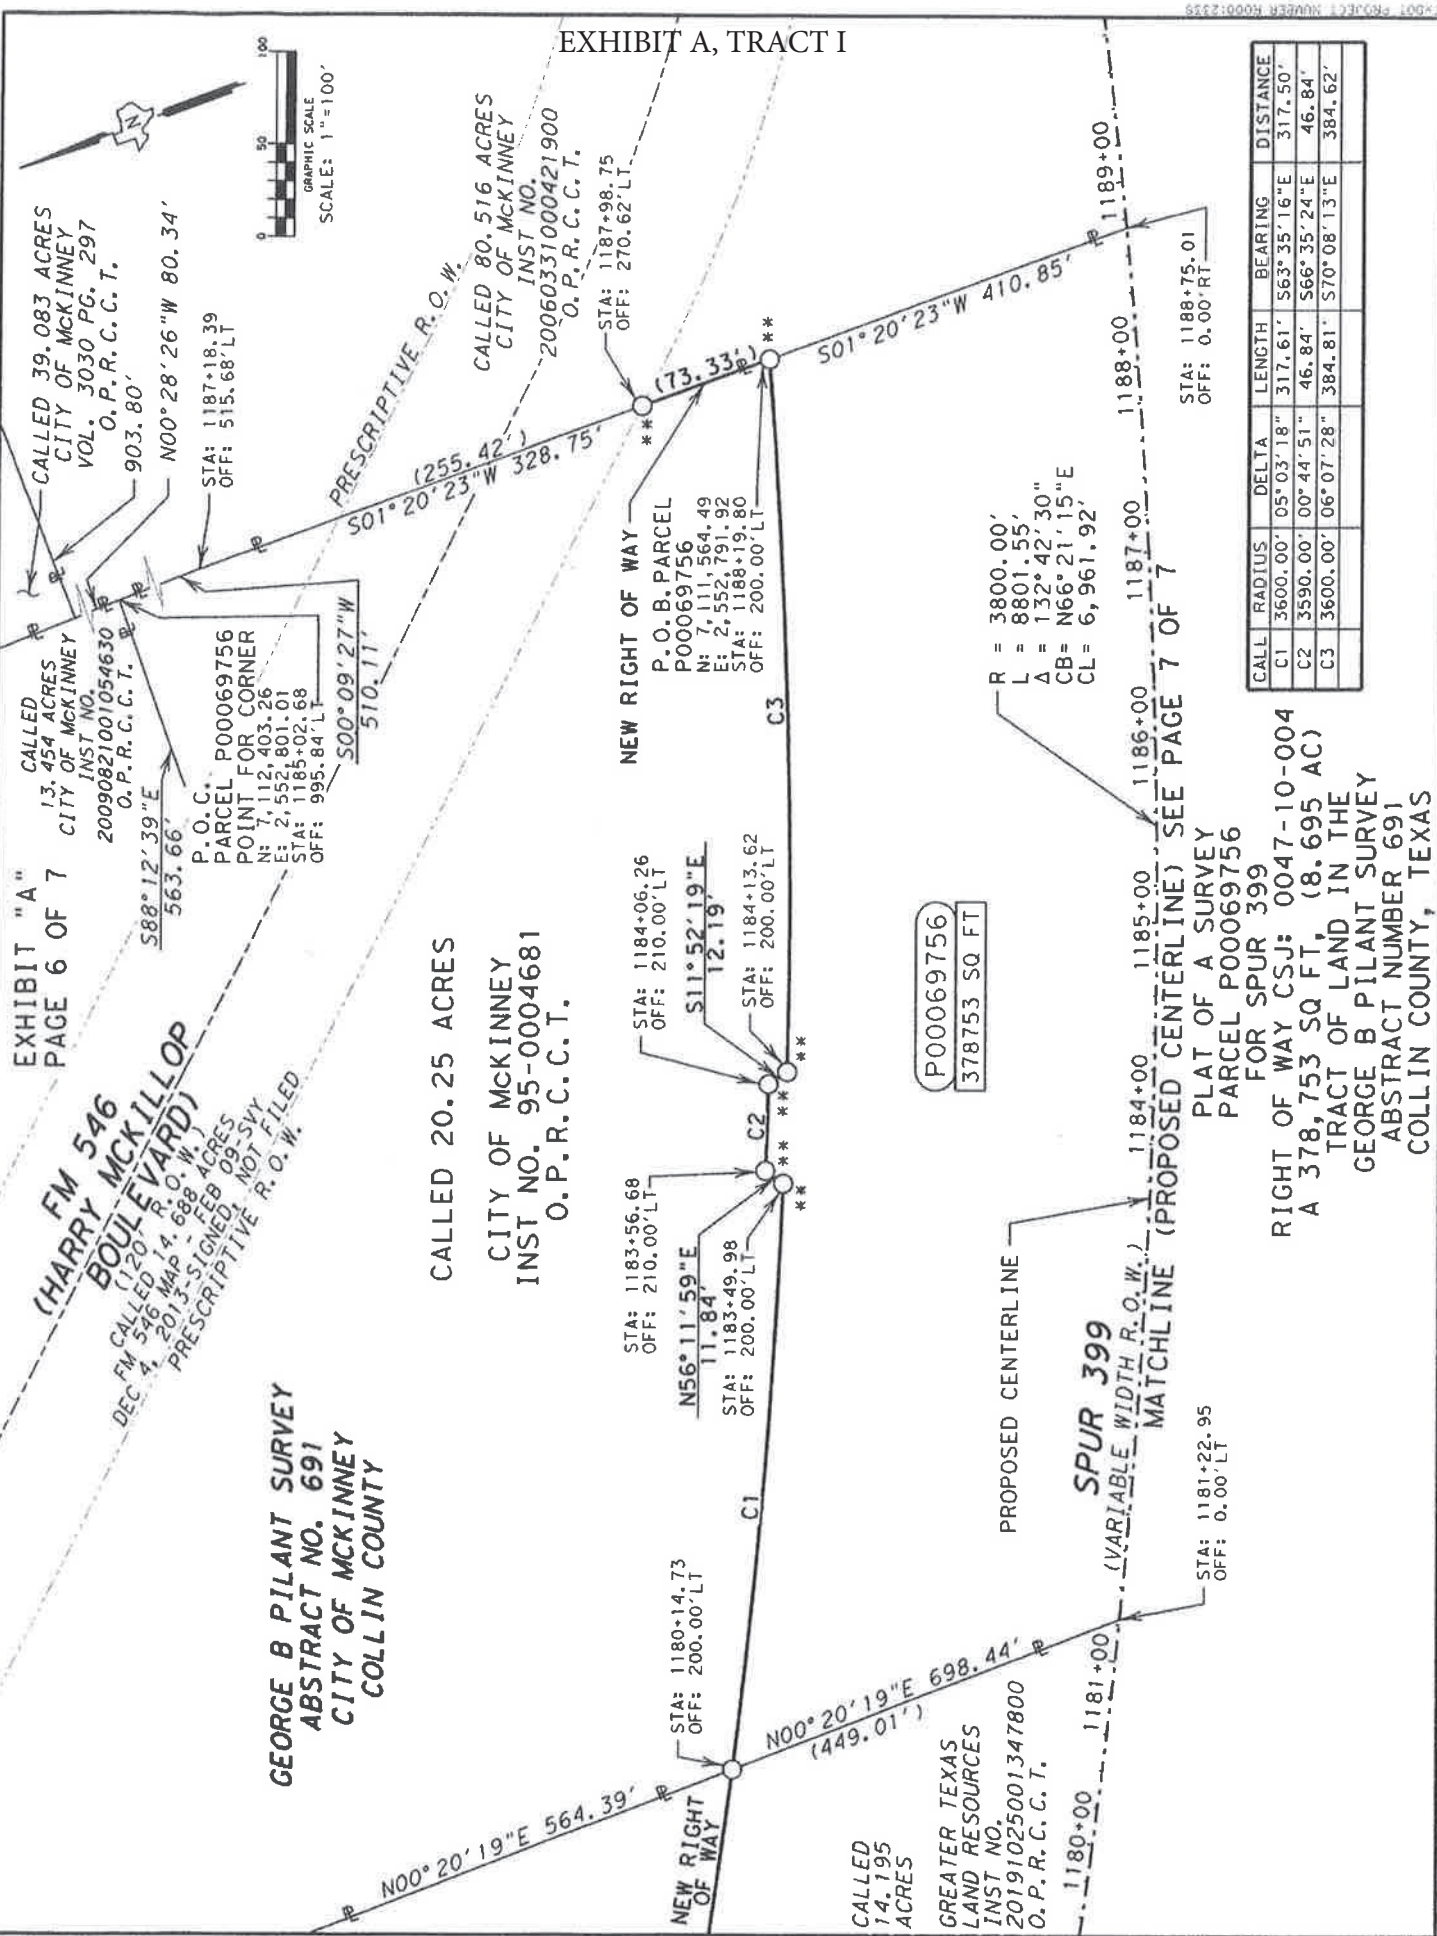 EXHIBIT A, TRACT I
EXHIBIT "A"
PAGE 6 OF 7
CALLED
13.454 ACRES
CITY OF McKINNEY
INST NO.
20090821001054630
O.P.R.C.C.T.
CALLED 39.083 ACRES
CITY OF McKINNEY
VOL. 3030 PG. 297
O.P.R.C.C.T.
903.80'
N00°28'26"W 80.34'
STA: 1187+18.39
OFF: 515.68'LT
0 50 100
GRAPHIC SCALE
SCALE: 1"=100'
N
S88°12'39"E
563.66'
P.O.C.
PARCEL P00069756
POINT FOR CORNER
N: 7,112,403.26
E: 2,552,801.01
STA: 1185+02.68
OFF: 995.84'LT
S00°09'27"W
510.11'
PRESCRIPTIVE R.O.W.
(255.42')
S01°20'23"W 328.75'
CALLED 80.516 ACRES
CITY OF McKINNEY
INST NO.
20060331000421900
O.P.R.C.C.T.
STA: 1187+98.75
OFF: 270.62'LT
FM 546
(HARRY MCKILLOP
BOULEVARD)
(120' R.O.W.)
CALLED 14.688 ACRES
FM 546 MAP - FEB 09-SVY
DEC 4, 2013-SIGNED, NOT FILED
PRESCRIPTIVE R.O.W.
GEORGE B PILANT SURVEY
ABSTRACT NO. 691
CITY OF MCKINNEY
COLLIN COUNTY
CALLED 20.25 ACRES
CITY OF McKINNEY
INST NO. 95-0004681
O.P.R.C.C.T.
NEW RIGHT OF WAY
P.O.B. PARCEL
P00069756
N: 7,111,564.49
E: 2,552,791.92
STA: 1188+19.80
OFF: 200.00'LT
**
(73.33')
**
S01°20'23"W 410.85'
STA: 1183+56.68
OFF: 210.00'LT
N56°11'59"E
11.84'
STA: 1183+49.98
OFF: 200.00'LT
STA: 1184+06.26
OFF: 210.00'LT
S11°52'19"E
12.19'
STA: 1184+13.62
OFF: 200.00'LT
C1
**
**
C2
**
**
C3
N00°20'19"E 564.39'
STA: 1180+14.73
OFF: 200.00'LT
NEW RIGHT
OF WAY
N00°20'19"E 698.44'
(449.01')
CALLED
14.195
ACRES
GREATER TEXAS
LAND RESOURCES
INST NO.
20191025001347800
O.P.R.C.C.T.
P00069756
378753 SQ FT
R = 3800.00'
L = 8801.55'
Δ = 132°42'30"
CB= N66°21'15"E
CL= 6,961.92'
PROPOSED CENTERLINE
SPUR 399
(VARIABLE WIDTH R.O.W.)
1180+00 1181+00 1184+00 1185+00 1186+00 1187+00 1188+00 1189+00
STA: 1181+22.95
OFF: 0.00'LT
STA: 1188+75.01
OFF: 0.00'RT
MATCHLINE (PROPOSED CENTERLINE) SEE PAGE 7 OF 7
PLAT OF A SURVEY
PARCEL P00069756
FOR SPUR 399
RIGHT OF WAY CSJ: 0047-10-004
A 378,753 SQ FT, (8.695 AC)
TRACT OF LAND IN THE
GEORGE B PILANT SURVEY
ABSTRACT NUMBER 691
COLLIN COUNTY, TEXAS
CALL RADIUS DELTA LENGTH BEARING DISTANCE
C1 3600.00' 05°03'18" 317.61' S63°35'16"E 317.50'
C2 3590.00' 00°44'51" 46.84' S66°35'24"E 46.84'
C3 3600.00' 06°07'28" 384.81' S70°08'13"E 384.62'
TxDOT PROJECT NUMBER R00012339